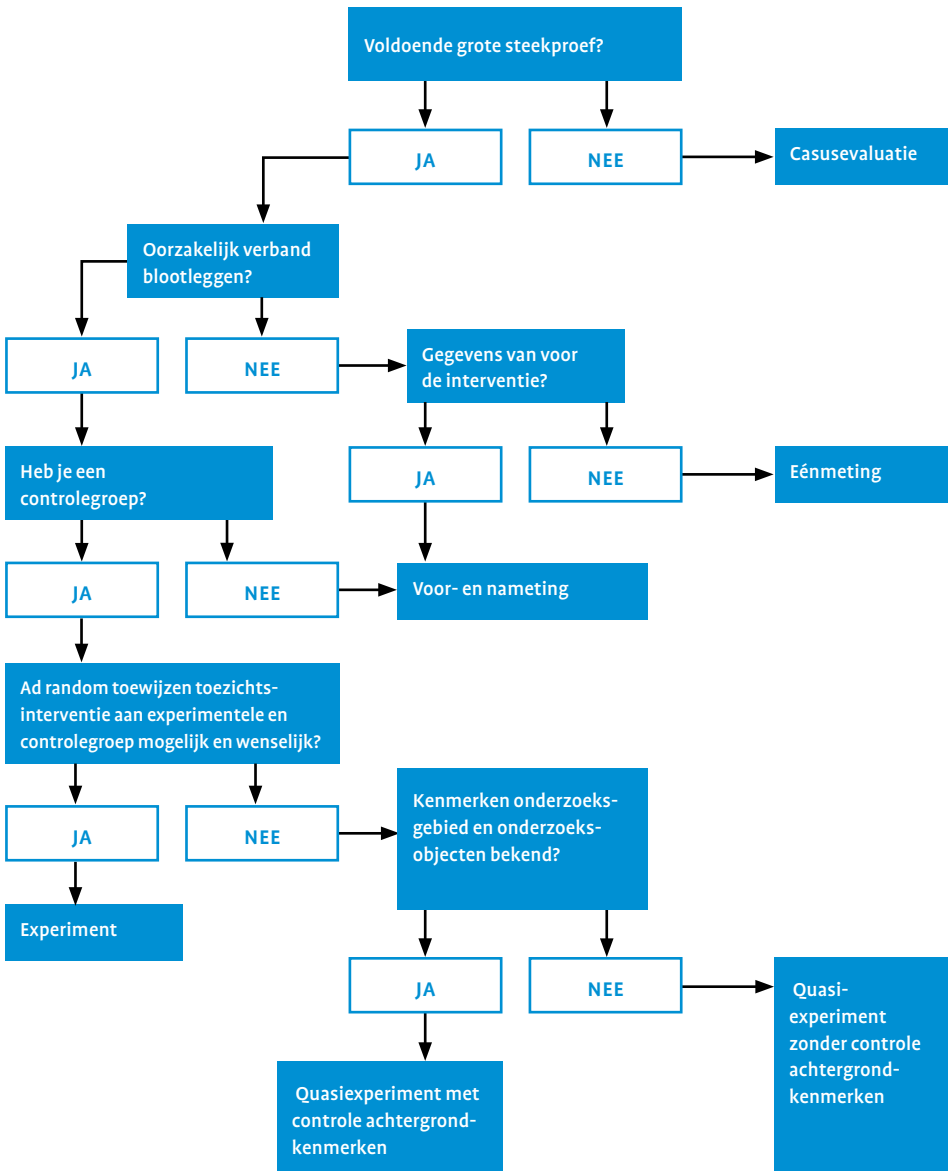 Voldoende grote steekproef?
JA
NEE
Casusevaluatie
Oorzakelijk verband
blootleggen?
JA
NEE
Gegevens van voor
de interventie?
Heb je een
controlegroep?
JA
NEE
Eénmeting
JA
NEE
Voor- en nameting
Ad random toewijzen toezichts-
interventie aan experimentele en
controlegroep mogelijk en wenselijk?
JA
NEE
Kenmerken onderzoeks-
gebied en onderzoeks-
objecten bekend?
Experiment
JA
NEE
Quasi-
experiment
zonder controle
achtergrond-
kenmerken
Quasiexperiment met
controle achtergrond-
kenmerken